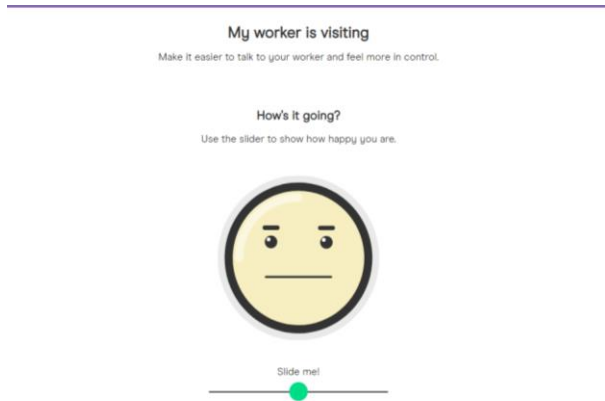 My worker is visiting
Make it easier to talk to your worker and feel more in control.
How's it going?
Use the slider to show how happy you are.
Slide me!